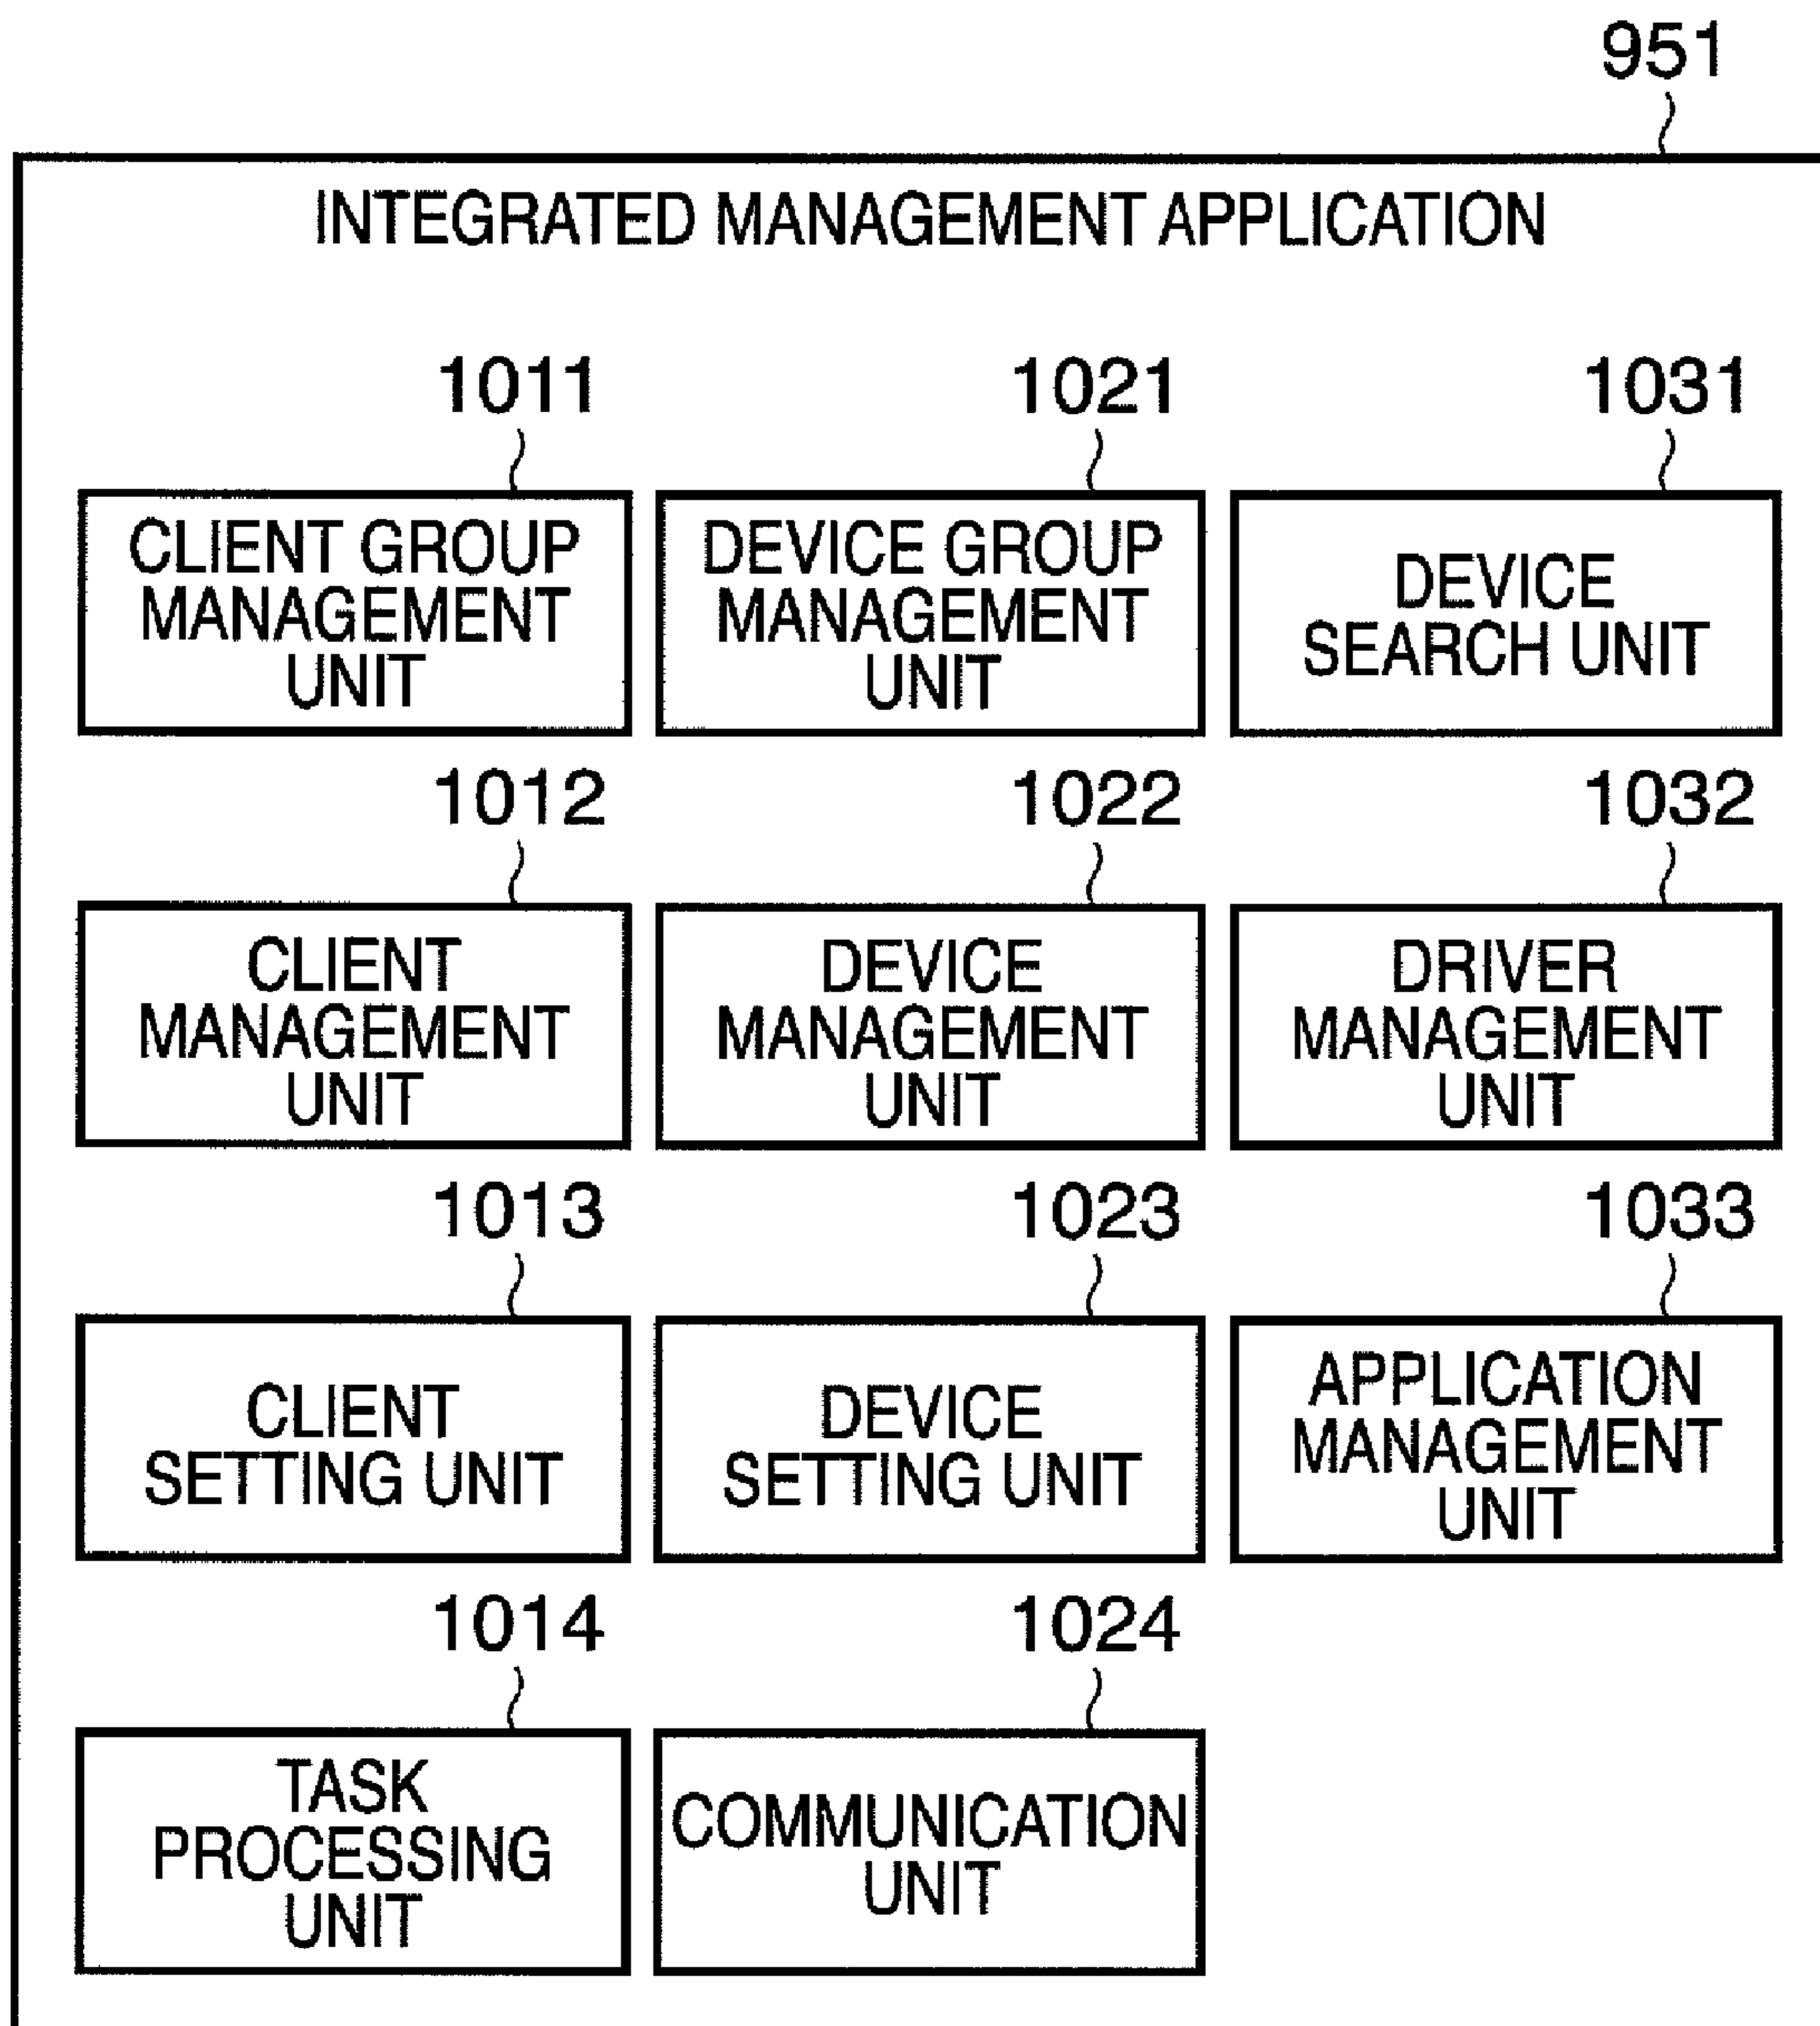 951
INTEGRATED MANAGEMENT APPLICATION
1011
1021
1031
CLIENT GROUP
MANAGEMENT
UNIT
DEVICE GROUP
MANAGEMENT
UNIT
DEVICE
SEARCH UNIT
1012
1022
1032
CLIENT
MANAGEMENT
UNIT
DEVICE
MANAGEMENT
UNIT
DRIVER
MANAGEMENT
UNIT
1013
1023
1033
CLIENT
SETTING UNIT
DEVICE
SETTING UNIT
APPLICATION
MANAGEMENT
UNIT
1014
1024
TASK
PROCESSING
UNIT
COMMUNICATION
UNIT